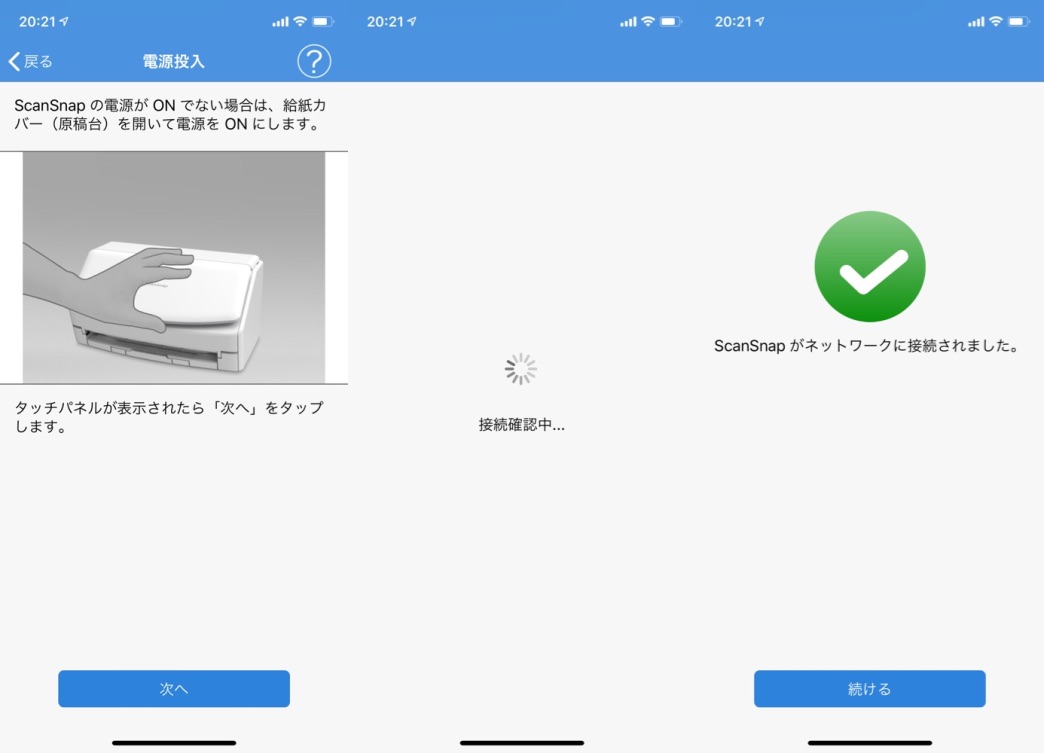 20:21
戻る
電源投入
?
ScanSnap の電源が ON でない場合は、給紙カ
バー（原稿台）を開いて電源を ON にします。
タッチパネルが表示されたら「次へ」をタップ
します。
次へ
20:21
接続確認中...
20:21
ScanSnap がネットワークに接続されました。
続ける